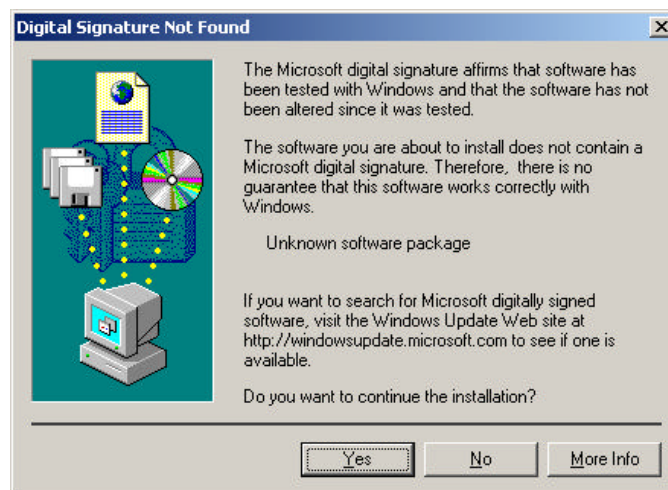 Digital Signature Not Found
The Microsoft digital signature affirms that software has
been tested with Windows and that the software has not
been altered since it was tested.
The software you are about to install does not contain a
Microsoft digital signature. Therefore,  there is no
guarantee that this software works correctly with
Windows.
Unknown software package
If you want to search for Microsoft digitally signed
software, visit the Windows Update Web site at
http://windowsupdate.microsoft.com to see if one is
available.
Do you want to continue the installation?
Yes No More Info